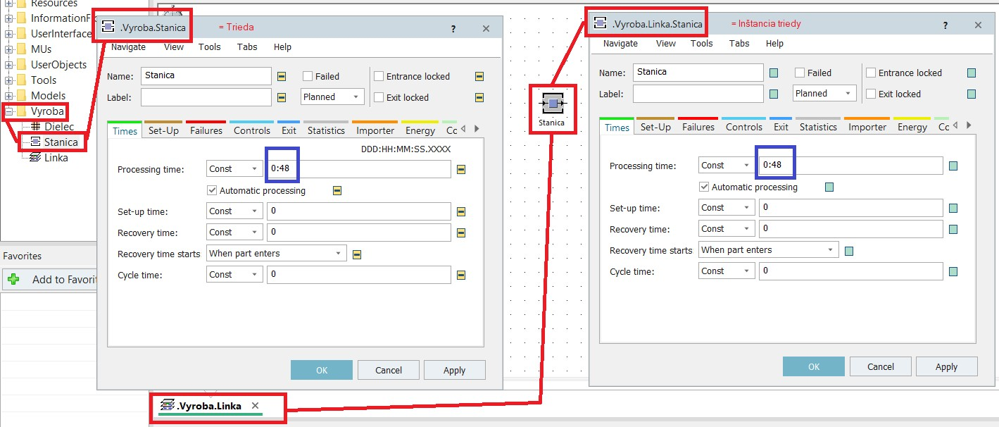 Resources
InformationF
UserInterface
MUs
UserObjects
Tools
Models
Vyroba
Dielec
Stanica
Linka
Favorites
Add to Favorit
.Vyroba.Stanica = Trieda ?
Navigate View Tools Tabs Help
Name: Stanica Failed Entrance locked
Label: Planned Exit locked
Times Set-Up Failures Controls Exit Statistics Importer Energy Cc
DDD:HH:MM:SS.XXXX
Processing time: Const 0:48
Automatic processing
Set-up time: Const 0
Recovery time: Const 0
Recovery time starts When part enters
Cycle time: Const 0
OK Cancel Apply
Stanica
.Vyroba.Linka
.Vyroba.Linka.Stanica = Inštancia triedy ?
Navigate View Tools Tabs Help
Name: Stanica Failed Entrance locked
Label: Planned Exit locked
Times Set-Up Failures Controls Exit Statistics Importer Energy Cc
Processing time: Const 0:48
Automatic processing
Set-up time: Const 0
Recovery time: Const 0
Recovery time starts When part enters
Cycle time: Const 0
OK Cancel Apply